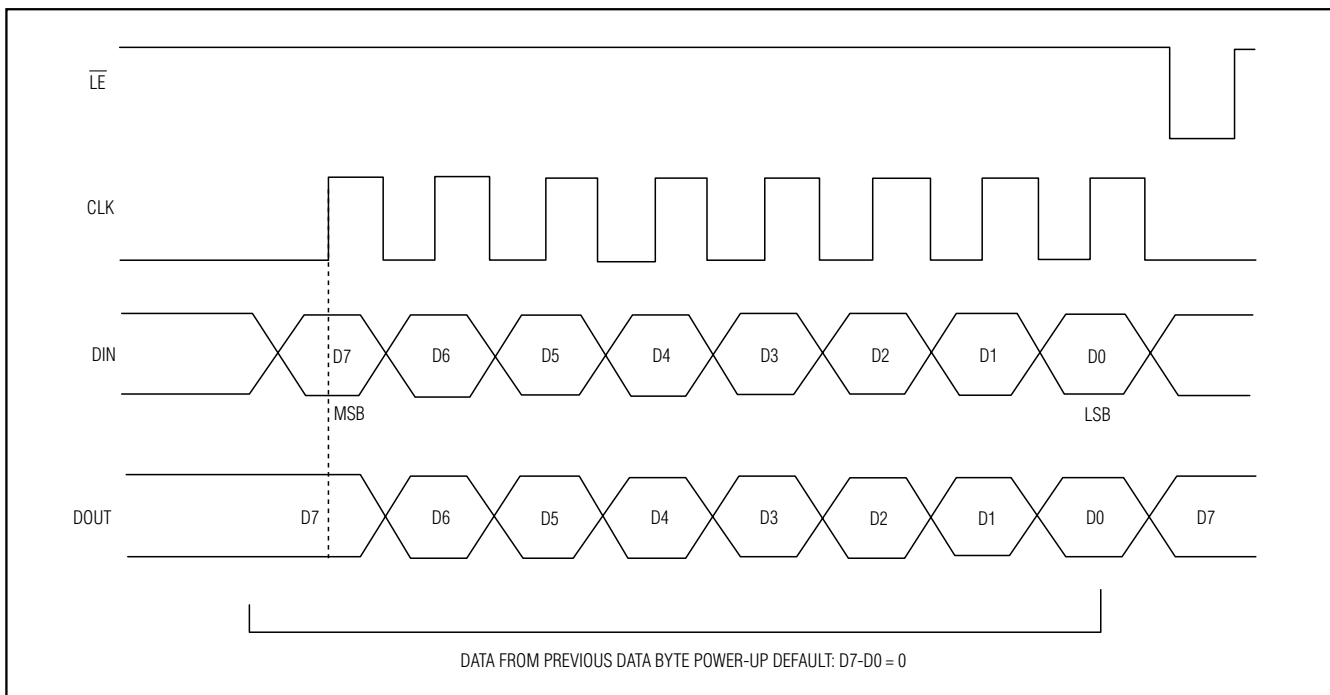 LE
CLK
DIN
D7 D6 D5 D4 D3 D2 D1 D0
MSB LSB
DOUT
D7 D6 D5 D4 D3 D2 D1 D0 D7
DATA FROM PREVIOUS DATA BYTE POWER-UP DEFAULT: D7-D0 = 0